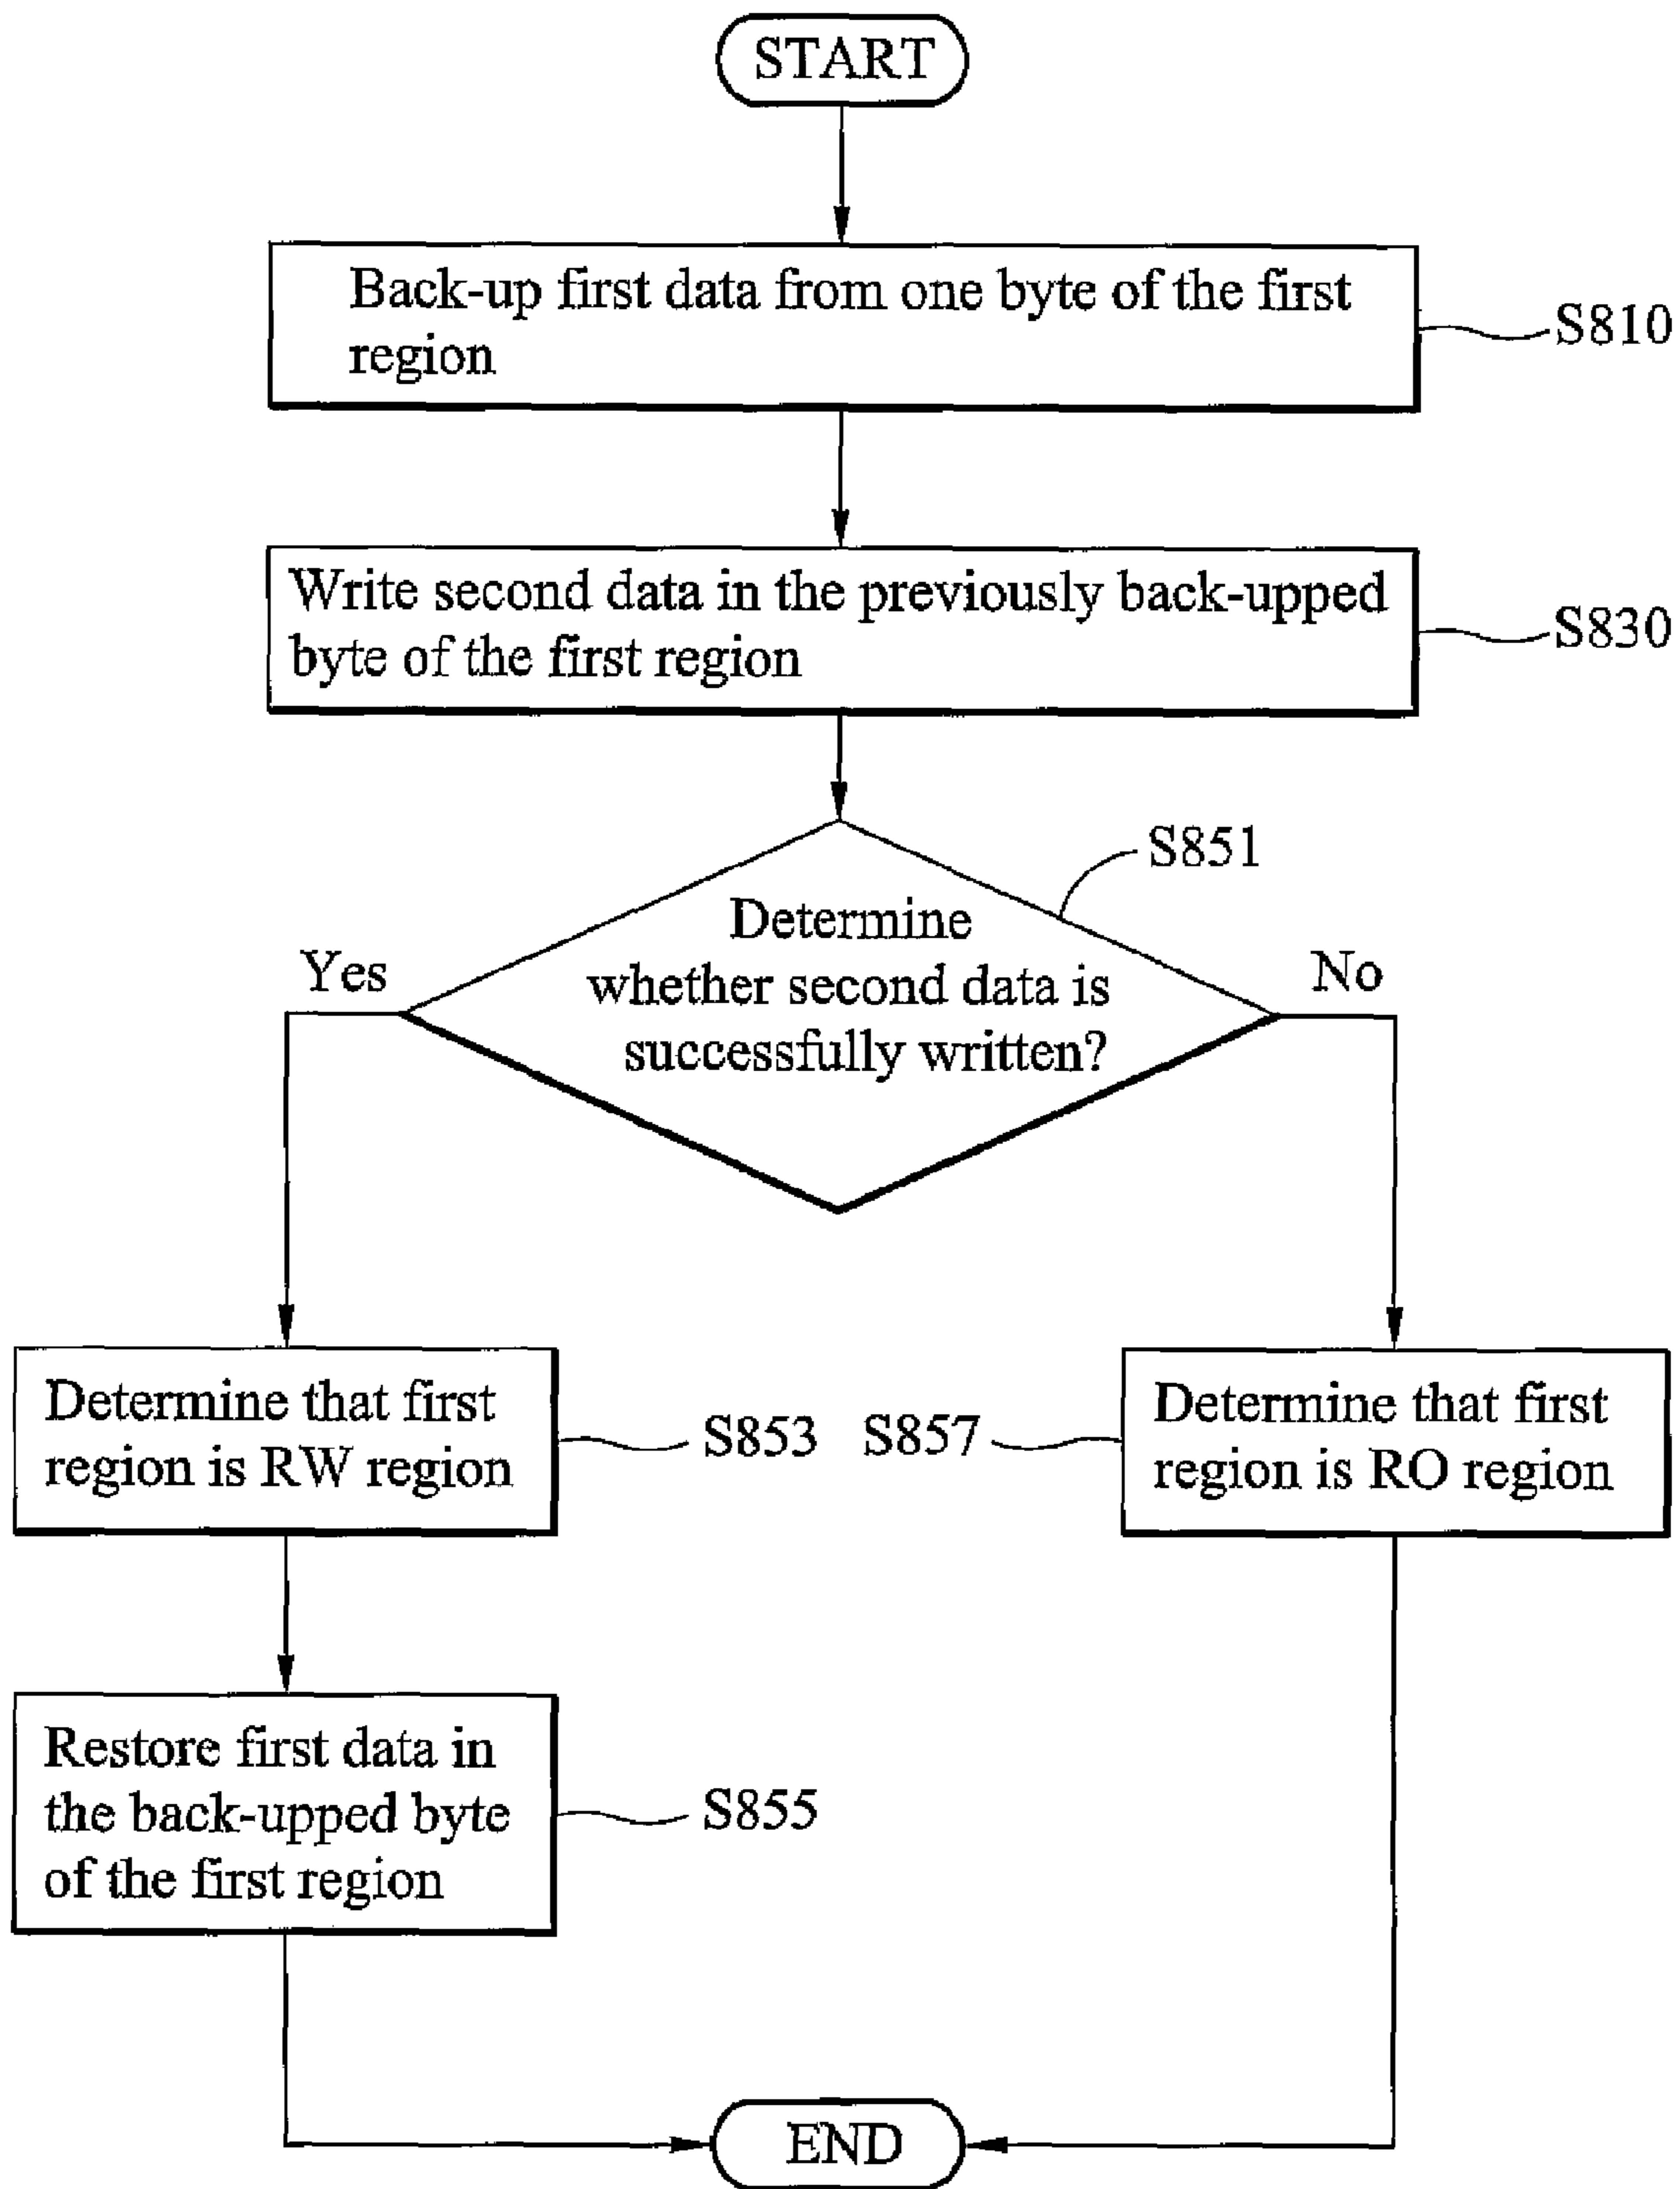 START
Back-up first data from one byte of the first
region
S810
Write second data in the previously back-upped
byte of the first region
S830
S851
Determine
whether second data is
successfully written?
Yes
No
Determine that first
region is RW region
S853
S857
Determine that first
region is RO region
Restore first data in
the back-upped byte
of the first region
S855
END